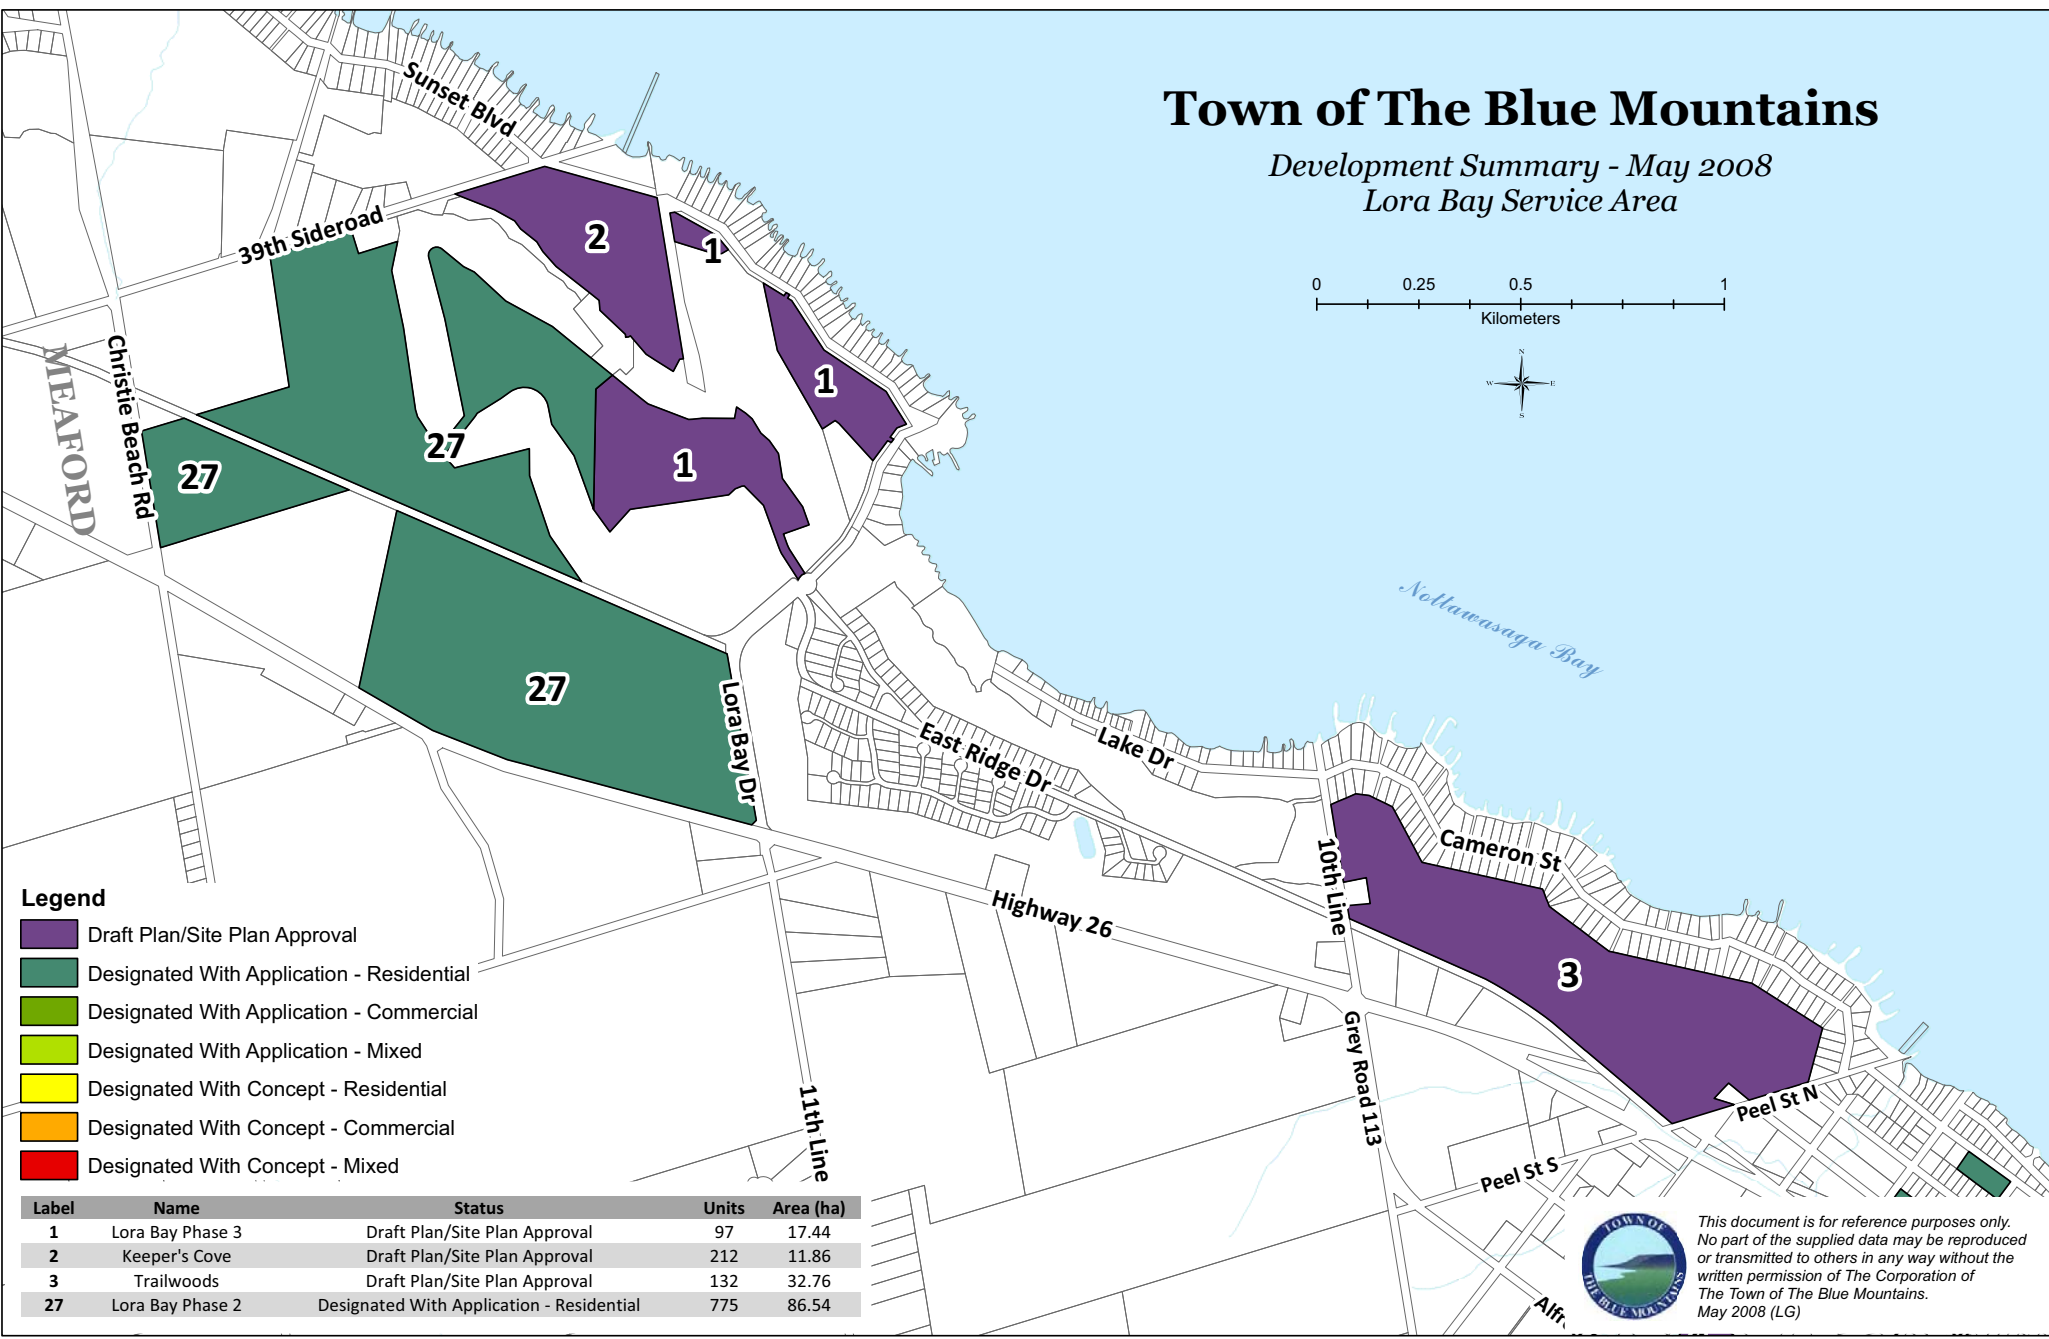 Town of The Blue Mountains
Development Summary - May 2008
Lora Bay Service Area
0 0.25 0.5 1
Kilometers
N
W E
S
Sunset Blvd
39th Sideroad
2
1
1
1
27
27
27
MEAFORD
Christie Beach Rd
Nottawasaga Bay
Lora Bay Dr
East Ridge Dr
Lake Dr
Cameron St
10th Line
Highway 26
3
Grey Road 113
11th Line
Peel St N
Peel St S
Legend
Draft Plan/Site Plan Approval
Designated With Application - Residential
Designated With Application - Commercial
Designated With Application - Mixed
Designated With Concept - Residential
Designated With Concept - Commercial
Designated With Concept - Mixed
Label Name Status Units Area (ha)
1 Lora Bay Phase 3 Draft Plan/Site Plan Approval 97 17.44
2 Keeper's Cove Draft Plan/Site Plan Approval 212 11.86
3 Trailwoods Draft Plan/Site Plan Approval 132 32.76
27 Lora Bay Phase 2 Designated With Application - Residential 775 86.54
TOWN OF
THE BLUE MOUNTAINS
This document is for reference purposes only.
No part of the supplied data may be reproduced
or transmitted to others in any way without the
written permission of The Corporation of
The Town of The Blue Mountains.
May 2008 (LG)